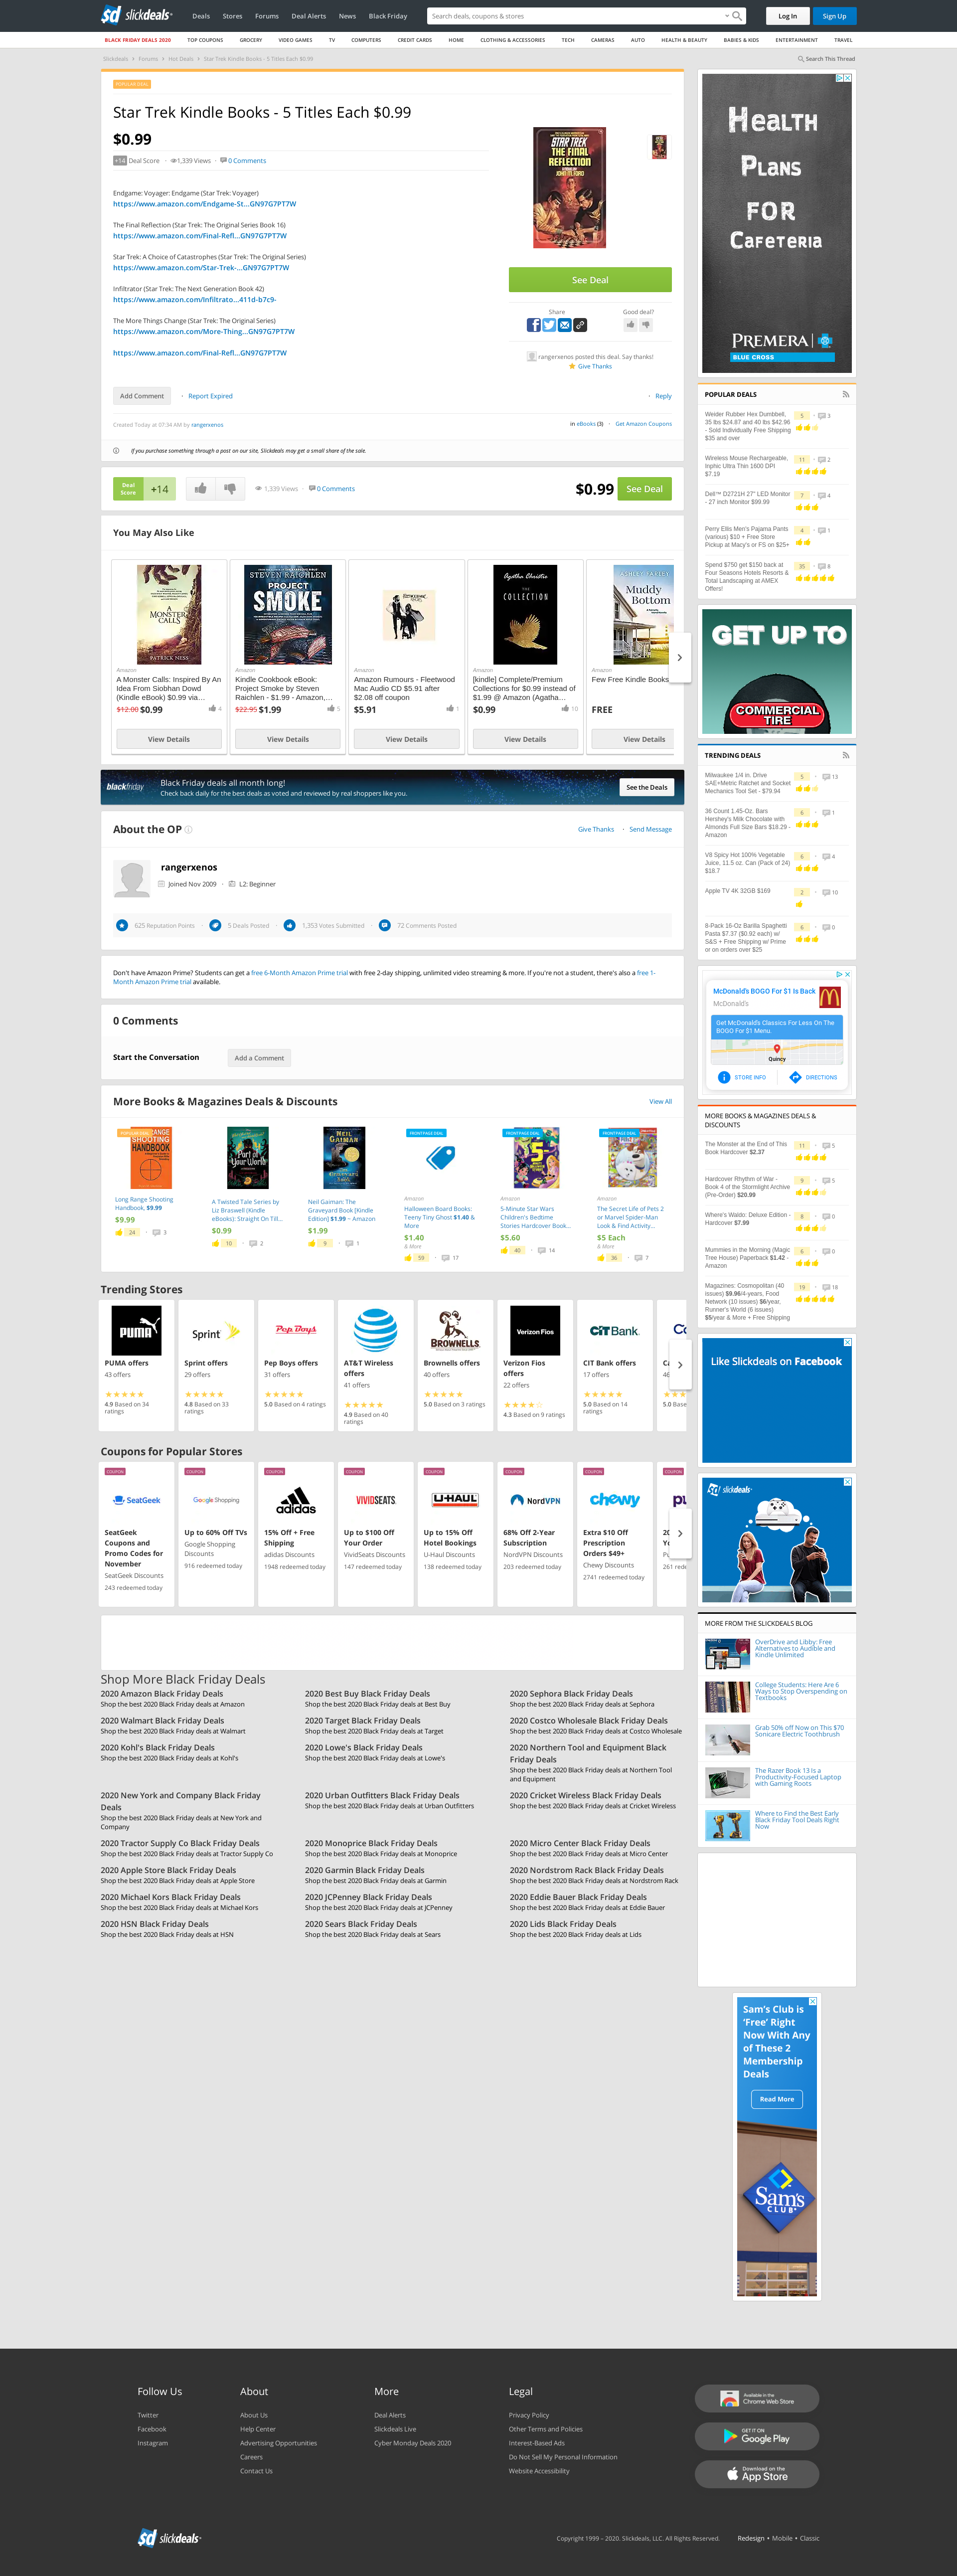 slickdeals
Deals
Stores
Forums
Deal Alerts
News
Black Friday
Search deals, coupons & stores
Log In
Sign Up
BLACK FRIDAY DEALS 2020
TOP COUPONS
GROCERY
VIDEO GAMES
TV
COMPUTERS
CREDIT CARDS
HOME
CLOTHING & ACCESSORIES
TECH
CAMERAS
AUTO
HEALTH & BEAUTY
BABIES & KIDS
ENTERTAINMENT
TRAVEL
Slickdeals > Forums > Hot Deals > Star Trek Kindle Books - 5 Titles Each $0.99
Search This Thread
POPULAR DEAL
Star Trek Kindle Books - 5 Titles Each $0.99
$0.99
+14 Deal Score · 1,339 Views · 0 Comments
Endgame: Voyager: Endgame (Star Trek: Voyager)
https://www.amazon.com/Endgame-St...GN97G7PT7W
The Final Reflection (Star Trek: The Original Series Book 16)
https://www.amazon.com/Final-Refl...GN97G7PT7W
Star Trek: A Choice of Catastrophes (Star Trek: The Original Series)
https://www.amazon.com/Star-Trek-...GN97G7PT7W
Infiltrator (Star Trek: The Next Generation Book 42)
https://www.amazon.com/Infiltrato...411d-b7c9-
The More Things Change (Star Trek: The Original Series)
https://www.amazon.com/More-Thing...GN97G7PT7W
https://www.amazon.com/Final-Refl...GN97G7PT7W
STAR TREK
THE FINAL
REFLECTION
See Deal
Share
Good deal?
rangerxenos posted this deal. Say thanks!
Give Thanks
Add Comment
· Report Expired
· Reply
Created Today at 07:34 AM by rangerxenos
in eBooks (3) · Get Amazon Coupons
If you purchase something through a post on our site, Slickdeals may get a small share of the sale.
Deal
Score
+14
1,339 Views · 0 Comments
$0.99
See Deal
You May Also Like
A MONSTER CALLS
PATRICK NESS
Amazon
A Monster Calls: Inspired By An
Idea From Siobhan Dowd
(Kindle eBook) $0.99 via...
$12.00 $0.99
4
View Details
STEVEN RAICHLEN
PROJECT
SMOKE
Amazon
Kindle Cookbook eBook:
Project Smoke by Steven
Raichlen - $1.99 - Amazon,...
$22.95 $1.99
5
View Details
Amazon
Amazon Rumours - Fleetwood
Mac Audio CD $5.91 after
$2.08 off coupon
$5.91
1
View Details
Agatha Christie
THE COLLECTION
Amazon
[kindle] Complete/Premium
Collections for $0.99 instead of
$1.99 @ Amazon (Agatha...
$0.99
10
View Details
ASHLEY FARLEY
Muddy
Bottom
Amazon
Few Free Kindle Books
FREE
View Details
blackfriday
Black Friday deals all month long!
Check back daily for the best deals as voted and reviewed by real shoppers like you.
See the Deals
About the OP
Give Thanks · Send Message
rangerxenos
Joined Nov 2009 · L2: Beginner
625 Reputation Points · 5 Deals Posted · 1,353 Votes Submitted · 72 Comments Posted
Don't have Amazon Prime? Students can get a free 6-Month Amazon Prime trial with free 2-day shipping, unlimited video streaming & more. If you're not a student, there's also a free 1-
Month Amazon Prime trial available.
0 Comments
Start the Conversation
Add a Comment
More Books & Magazines Deals & Discounts
View All
Long Range Shooting
Handbook, $9.99
$9.99
24 · 3
A Twisted Tale Series by
Liz Braswell (Kindle
eBooks): Straight On Till...
$0.99
10 · 2
Neil Gaiman: The
Graveyard Book [Kindle
Edition] $1.99 ~ Amazon
$1.99
9 · 1
FRONTPAGE DEAL
Amazon
Halloween Board Books:
Teeny Tiny Ghost $1.40 &
More
$1.40
& More
59 · 17
FRONTPAGE DEAL
Amazon
5-Minute Star Wars
Children's Bedtime
Stories Hardcover Book...
$5.60
40 · 14
FRONTPAGE DEAL
Amazon
The Secret Life of Pets 2
or Marvel Spider-Man
Look & Find Activity...
$5 Each
& More
36 · 7
Trending Stores
PUMA
PUMA offers
43 offers
4.9 Based on 34
ratings
Sprint
Sprint offers
29 offers
4.8 Based on 33
ratings
Pep Boys
Pep Boys offers
31 offers
5.0 Based on 4 ratings
AT&T
AT&T Wireless
offers
41 offers
4.9 Based on 40
ratings
BROWNELLS
Brownells offers
40 offers
5.0 Based on 3 ratings
Verizon Fios
Verizon Fios
offers
22 offers
4.3 Based on 9 ratings
CIT BANK
CIT Bank offers
17 offers
5.0 Based on 14
ratings
Coupons for Popular Stores
COUPON
SeatGeek
SeatGeek
Coupons and
Promo Codes for
November
SeatGeek Discounts
243 redeemed today
COUPON
Google Shopping
Up to 60% Off TVs
Google Shopping
Discounts
916 redeemed today
COUPON
adidas
15% Off + Free
Shipping
adidas Discounts
1948 redeemed today
COUPON
VIVIDSEATS
Up to $100 Off
Your Order
VividSeats Discounts
147 redeemed today
COUPON
U-HAUL
Up to 15% Off
Hotel Bookings
U-Haul Discounts
138 redeemed today
COUPON
NordVPN
68% Off 2-Year
Subscription
NordVPN Discounts
203 redeemed today
COUPON
chewy
Extra $10 Off
Prescription
Orders $49+
Chewy Discounts
2741 redeemed today
COUPON
Shop More Black Friday Deals
2020 Amazon Black Friday Deals
Shop the best 2020 Black Friday deals at Amazon
2020 Best Buy Black Friday Deals
Shop the best 2020 Black Friday deals at Best Buy
2020 Sephora Black Friday Deals
Shop the best 2020 Black Friday deals at Sephora
2020 Walmart Black Friday Deals
Shop the best 2020 Black Friday deals at Walmart
2020 Target Black Friday Deals
Shop the best 2020 Black Friday deals at Target
2020 Costco Wholesale Black Friday Deals
Shop the best 2020 Black Friday deals at Costco Wholesale
2020 Kohl's Black Friday Deals
Shop the best 2020 Black Friday deals at Kohl's
2020 Lowe's Black Friday Deals
Shop the best 2020 Black Friday deals at Lowe's
2020 Northern Tool and Equipment Black
Friday Deals
Shop the best 2020 Black Friday deals at Northern Tool
and Equipment
2020 New York and Company Black Friday
Deals
Shop the best 2020 Black Friday deals at New York and
Company
2020 Urban Outfitters Black Friday Deals
Shop the best 2020 Black Friday deals at Urban Outfitters
2020 Cricket Wireless Black Friday Deals
Shop the best 2020 Black Friday deals at Cricket Wireless
2020 Tractor Supply Co Black Friday Deals
Shop the best 2020 Black Friday deals at Tractor Supply Co
2020 Monoprice Black Friday Deals
Shop the best 2020 Black Friday deals at Monoprice
2020 Micro Center Black Friday Deals
Shop the best 2020 Black Friday deals at Micro Center
2020 Apple Store Black Friday Deals
Shop the best 2020 Black Friday deals at Apple Store
2020 Garmin Black Friday Deals
Shop the best 2020 Black Friday deals at Garmin
2020 Nordstrom Rack Black Friday Deals
Shop the best 2020 Black Friday deals at Nordstrom Rack
2020 Michael Kors Black Friday Deals
Shop the best 2020 Black Friday deals at Michael Kors
2020 JCPenney Black Friday Deals
Shop the best 2020 Black Friday deals at JCPenney
2020 Eddie Bauer Black Friday Deals
Shop the best 2020 Black Friday deals at Eddie Bauer
2020 HSN Black Friday Deals
Shop the best 2020 Black Friday deals at HSN
2020 Sears Black Friday Deals
Shop the best 2020 Black Friday deals at Sears
2020 Lids Black Friday Deals
Shop the best 2020 Black Friday deals at Lids
HEALTH
PLANS
FOR
CAFETERIA
PREMERA
BLUE CROSS
POPULAR DEALS
Weider Rubber Hex Dumbbell,
35 lbs $24.87 and 40 lbs $42.96
- Sold Individually Free Shipping
$35 and over
5 · 3
Wireless Mouse Rechargeable,
Inphic Ultra Thin 1600 DPI
$7.19
11 · 2
Dell™ D2721H 27" LED Monitor
- 27 inch Monitor $99.99
7 · 4
Perry Ellis Men's Pajama Pants
(various) $10 + Free Store
Pickup at Macy's or FS on $25+
4 · 1
Spend $750 get $150 back at
Four Seasons Hotels Resorts &
Total Landscaping at AMEX
Offers!
35 · 8
GET UP TO
COMMERCIAL
TIRE
TRENDING DEALS
Milwaukee 1/4 in. Drive
SAE+Metric Ratchet and Socket
Mechanics Tool Set - $79.94
5 · 13
36 Count 1.45-Oz. Bars
Hershey's Milk Chocolate with
Almonds Full Size Bars $18.29 -
Amazon
6 · 1
V8 Spicy Hot 100% Vegetable
Juice, 11.5 oz. Can (Pack of 24)
$18.7
6 · 4
Apple TV 4K 32GB $169
2 · 10
8-Pack 16-Oz Barilla Spaghetti
Pasta $7.37 ($0.92 each) w/
S&S + Free Shipping w/ Prime
or on orders over $25
6 · 0
McDonald's BOGO For $1 Is Back
McDonald's
Get McDonald's Classics For Less On The
BOGO For $1 Menu.
Quincy
STORE INFO
DIRECTIONS
MORE BOOKS & MAGAZINES DEALS &
DISCOUNTS
The Monster at the End of This
Book Hardcover $2.37
11 · 5
Hardcover Rhythm of War -
Book 4 of the Stormlight Archive
(Pre-Order) $20.99
9 · 5
Where's Waldo: Deluxe Edition -
Hardcover $7.99
8 · 0
Mummies in the Morning (Magic
Tree House) Paperback $1.42 -
Amazon
6 · 0
Magazines: Cosmopolitan (40
issues) $9.96/4-years, Food
Network (10 issues) $6/year,
Runner's World (6 issues)
$5/year & More + Free Shipping
19 · 18
Like Slickdeals on Facebook
slickdeals
MORE FROM THE SLICKDEALS BLOG
OverDrive and Libby: Free
Alternatives to Audible and
Kindle Unlimited
College Students: Here Are 6
Ways to Stop Overspending on
Textbooks
Grab 50% off Now on This $70
Sonicare Electric Toothbrush
The Razer Book 13 Is a
Productivity-Focused Laptop
with Gaming Roots
Where to Find the Best Early
Black Friday Tool Deals Right
Now
Sam's Club is
'Free' Right
Now With Any
of These 2
Membership
Deals
Read More
Sam's
CLUB
Follow Us
Twitter
Facebook
Instagram
About
About Us
Help Center
Advertising Opportunities
Careers
Contact Us
More
Deal Alerts
Slickdeals Live
Cyber Monday Deals 2020
Legal
Privacy Policy
Other Terms and Policies
Interest-Based Ads
Do Not Sell My Personal Information
Website Accessibility
Available in the
Chrome Web Store
GET IT ON
Google Play
Download on the
App Store
slickdeals
Copyright 1999 - 2020. Slickdeals, LLC. All Rights Reserved.
Redesign • Mobile • Classic